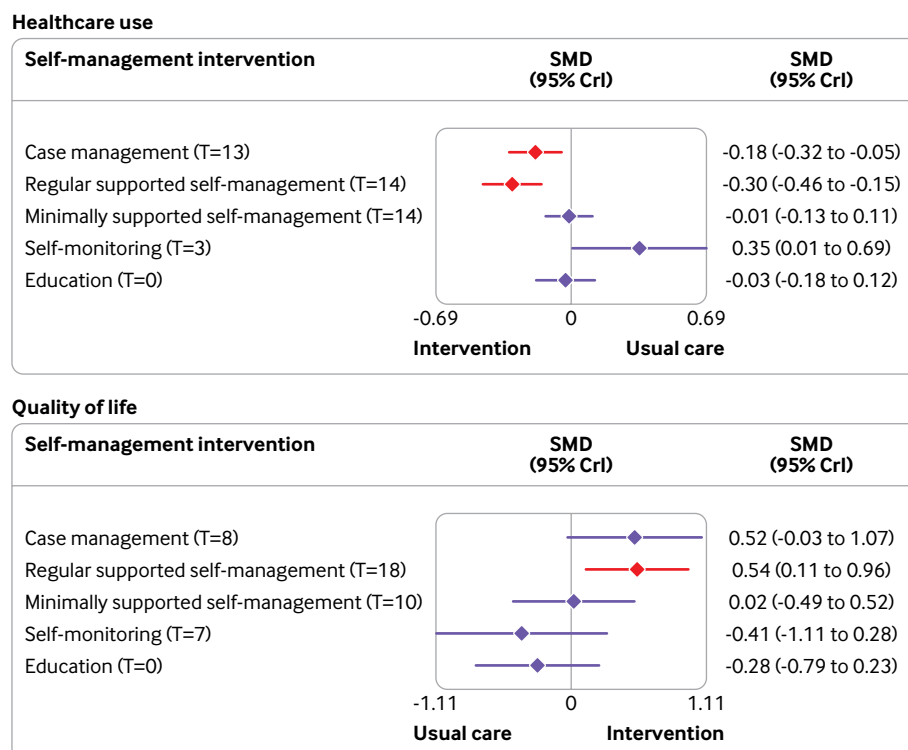 Healthcare use
Self-management intervention SMD (95% CrI) SMD (95% CrI)
Case management (T=13) -0.18 (-0.32 to -0.05)
Regular supported self-management (T=14) -0.30 (-0.46 to -0.15)
Minimally supported self-management (T=14) -0.01 (-0.13 to 0.11)
Self-monitoring (T=3) 0.35 (0.01 to 0.69)
Education (T=0) -0.03 (-0.18 to 0.12)
-0.69 0 0.69
Intervention Usual care
Quality of life
Self-management intervention SMD (95% CrI) SMD (95% CrI)
Case management (T=8) 0.52 (-0.03 to 1.07)
Regular supported self-management (T=18) 0.54 (0.11 to 0.96)
Minimally supported self-management (T=10) 0.02 (-0.49 to 0.52)
Self-monitoring (T=7) -0.41 (-1.11 to 0.28)
Education (T=0) -0.28 (-0.79 to 0.23)
-1.11 0 1.11
Usual care Intervention